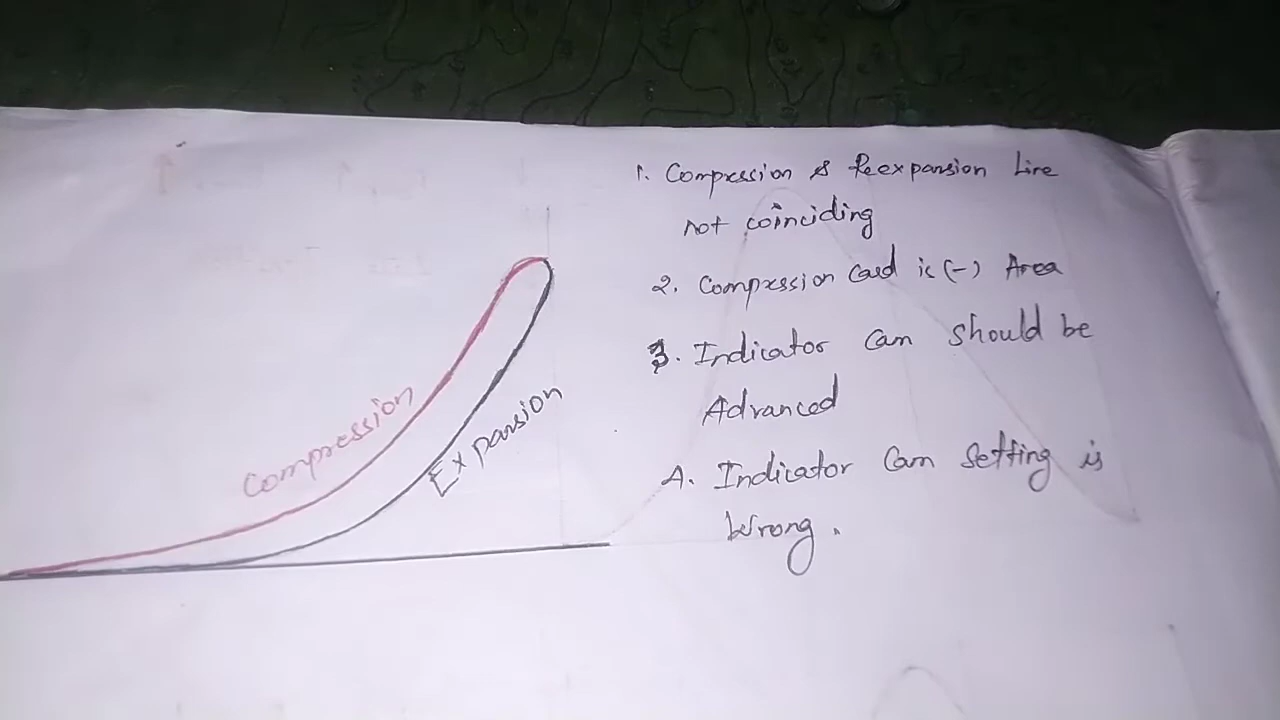 Compression
Expansion
1. Compression & Reexpansion Line
not coinciding
2. Compression Card is (-) Area
3. Indicator Cam should be
Advanced
4. Indicator Cam Setting is
Wrong.